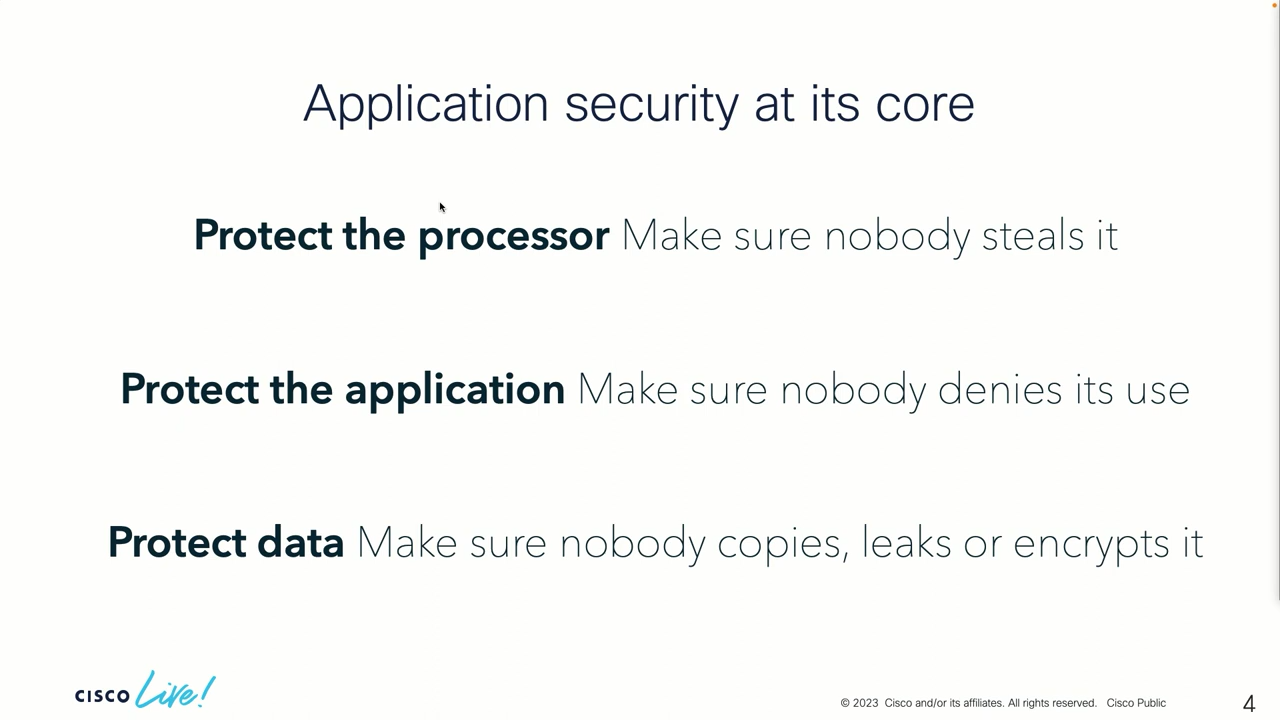 Application security at its core
Protect the processor Make sure nobody steals it
Protect the application Make sure nobody denies its use
Protect data Make sure nobody copies, leaks or encrypts it
CISCO Live!
© 2023 Cisco and/or its affiliates. All rights reserved. Cisco Public
4